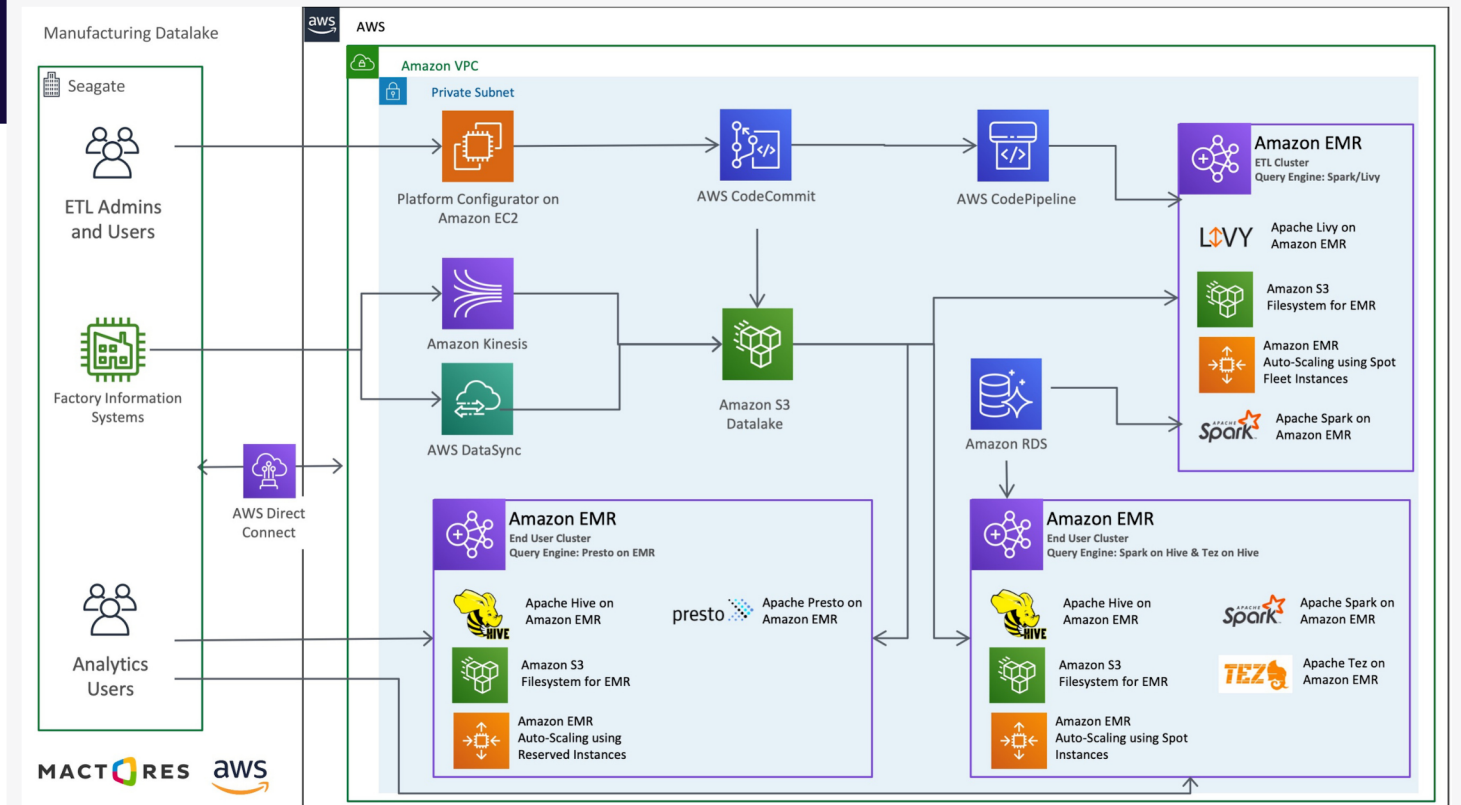 Manufacturing Datalake
aws
AWS
Amazon VPC
Seagate
Private Subnet
ETL Admins
and Users
Platform Configurator on
Amazon EC2
AWS CodeCommit
AWS CodePipeline
Amazon EMR
ETL Cluster
Query Engine: Spark/Livy
LIVY
Apache Livy on
Amazon EMR
Amazon S3
Filesystem for EMR
Amazon EMR
Auto-Scaling using Spot
Fleet Instances
APACHE
Spark
Apache Spark on
Amazon EMR
Factory Information
Systems
Amazon Kinesis
AWS DataSync
Amazon S3
Datalake
Amazon RDS
AWS Direct
Connect
Amazon EMR
End User Cluster
Query Engine: Presto on EMR
HIVE
Apache Hive on
Amazon EMR
presto
Apache Presto on
Amazon EMR
Amazon S3
Filesystem for EMR
Amazon EMR
Auto-Scaling using
Reserved Instances
Amazon EMR
End User Cluster
Query Engine: Spark on Hive & Tez on Hive
HIVE
Apache Hive on
Amazon EMR
APACHE
Spark
Apache Spark on
Amazon EMR
Amazon S3
Filesystem for EMR
TEZ
Apache Tez on
Amazon EMR
Amazon EMR
Auto-Scaling using Spot
Instances
Analytics
Users
MACTORES
aws